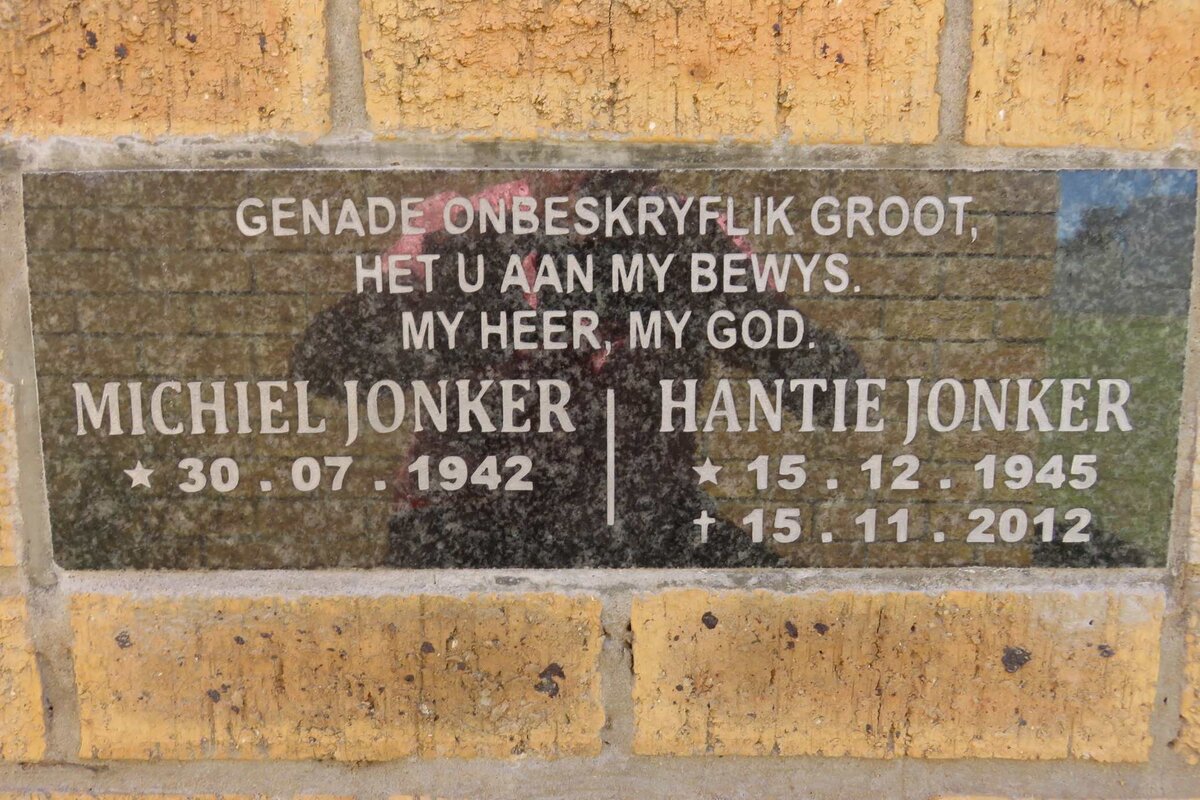 GENADE ONBESKRYFLIK GROOT,
HET U AAN MY BEWYS.
MY HEER, MY GOD.
MICHIEL JONKER
★ 30 . 07 . 1942
HANTIE JONKER
★ 15 . 12 . 1945
✝ 15 . 11 . 2012